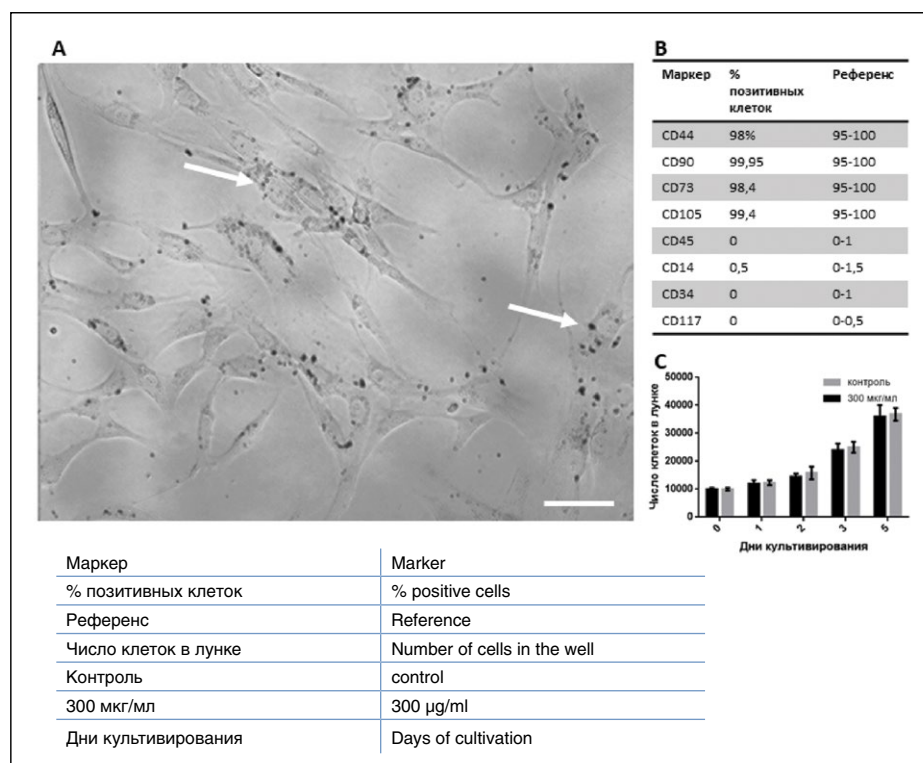 A
B
Маркер % позитивных клеток Референс
CD44 98% 95-100
CD90 99,95 95-100
CD73 98,4 95-100
CD105 99,4 95-100
CD45 0 0-1
CD14 0,5 0-1,5
CD34 0 0-1
CD117 0 0-0,5
C
контроль
300 мкг/мл
Число клеток в лунке
50000
40000
30000
20000
10000
0
0 1 2 3 5
Дни культивирования
Маркер Marker
% позитивных клеток % positive cells
Референс Reference
Число клеток в лунке Number of cells in the well
Контроль control
300 мкг/мл 300 µg/ml
Дни культивирования Days of cultivation